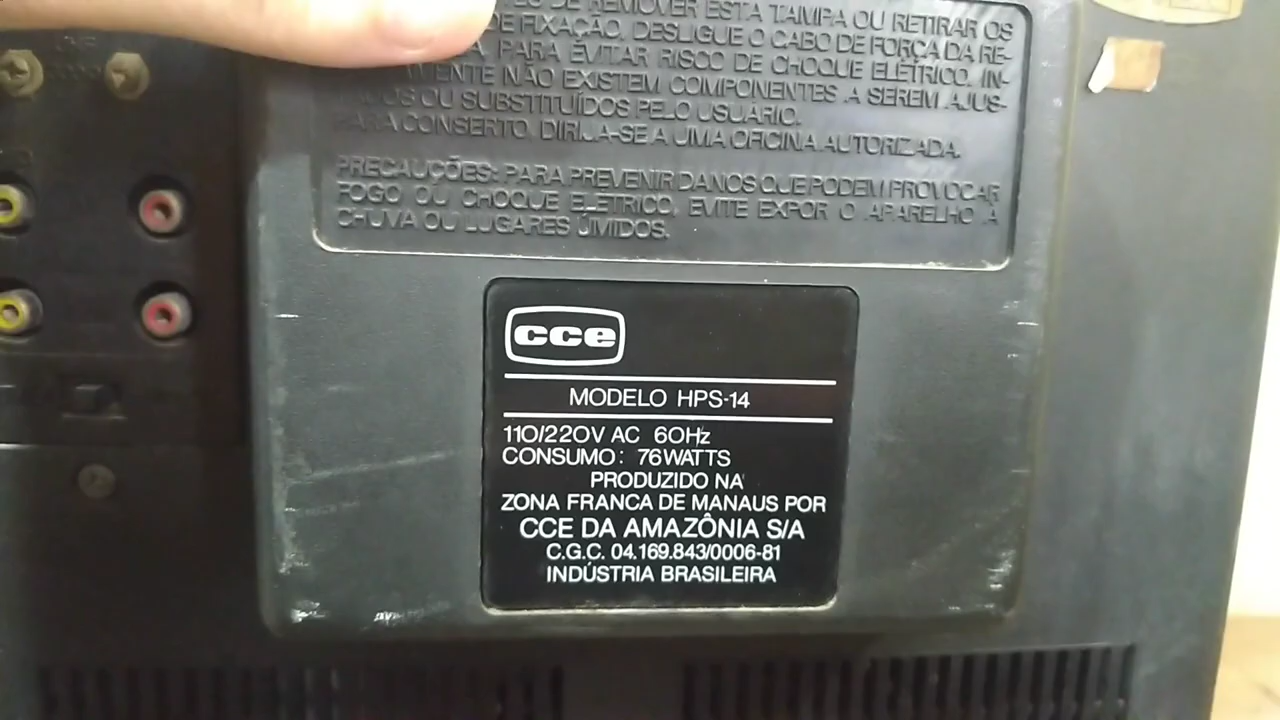 DE REMOVER ESTA TAMPA OU RETIRAR OS
DE FIXAÇÃO, DESLIGUE O CABO DE FORÇA DA RE-
PARA EVITAR RISCO DE CHOQUE ELÉTRICO. IN-
NÃO EXISTEM COMPONENTES A SEREM AJUS-
TADOS OU SUBSTITUÍDOS PELO USUÁRIO.
PARA CONSERTO, DIRIJA-SE A UMA OFICINA AUTORIZADA.
PRECAUÇÕES: PARA PREVENIR DANOS QUE PODEM PROVOCAR
FOGO OU CHOQUE ELÉTRICO, EVITE EXPOR O APARELHO A
CHUVA OU LUGARES ÚMIDOS.
cce
MODELO HPS-14
110/220V AC 60Hz
CONSUMO: 76WATTS
PRODUZIDO NA
ZONA FRANCA DE MANAUS POR
CCE DA AMAZÔNIA S/A
C.G.C. 04.169.843/0006-81
INDÚSTRIA BRASILEIRA